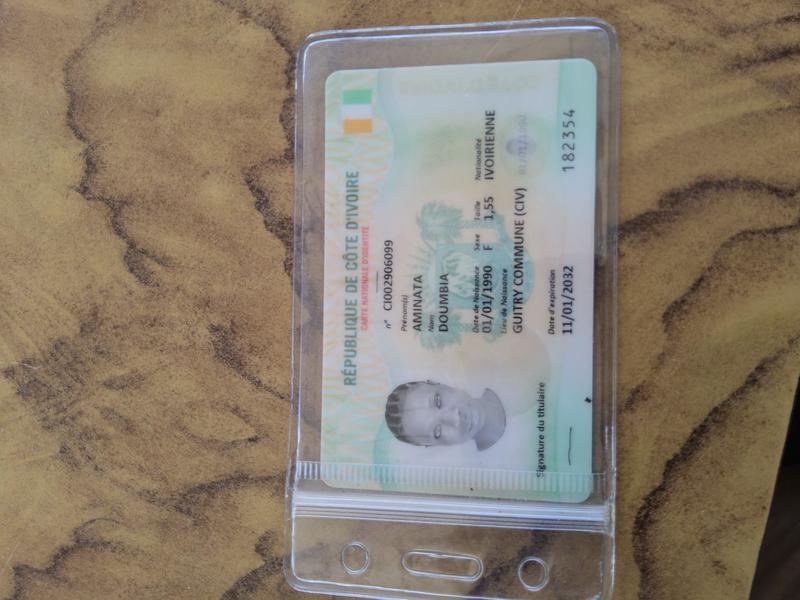 RÉPUBLIQUE DE CÔTE D'IVOIRE
CARTE NATIONALE D'IDENTITÉ
n° CI002906099
Prénom(s)
AMINATA
Nom
DOUMBIA
Date de Naissance Sexe Taille Nationalité
01/01/1990 F 1,55 IVOIRIENNE
Lieu de Naissance
GUITRY COMMUNE (CIV)
Date d'expiration
11/01/2032
Signature du titulaire
182354